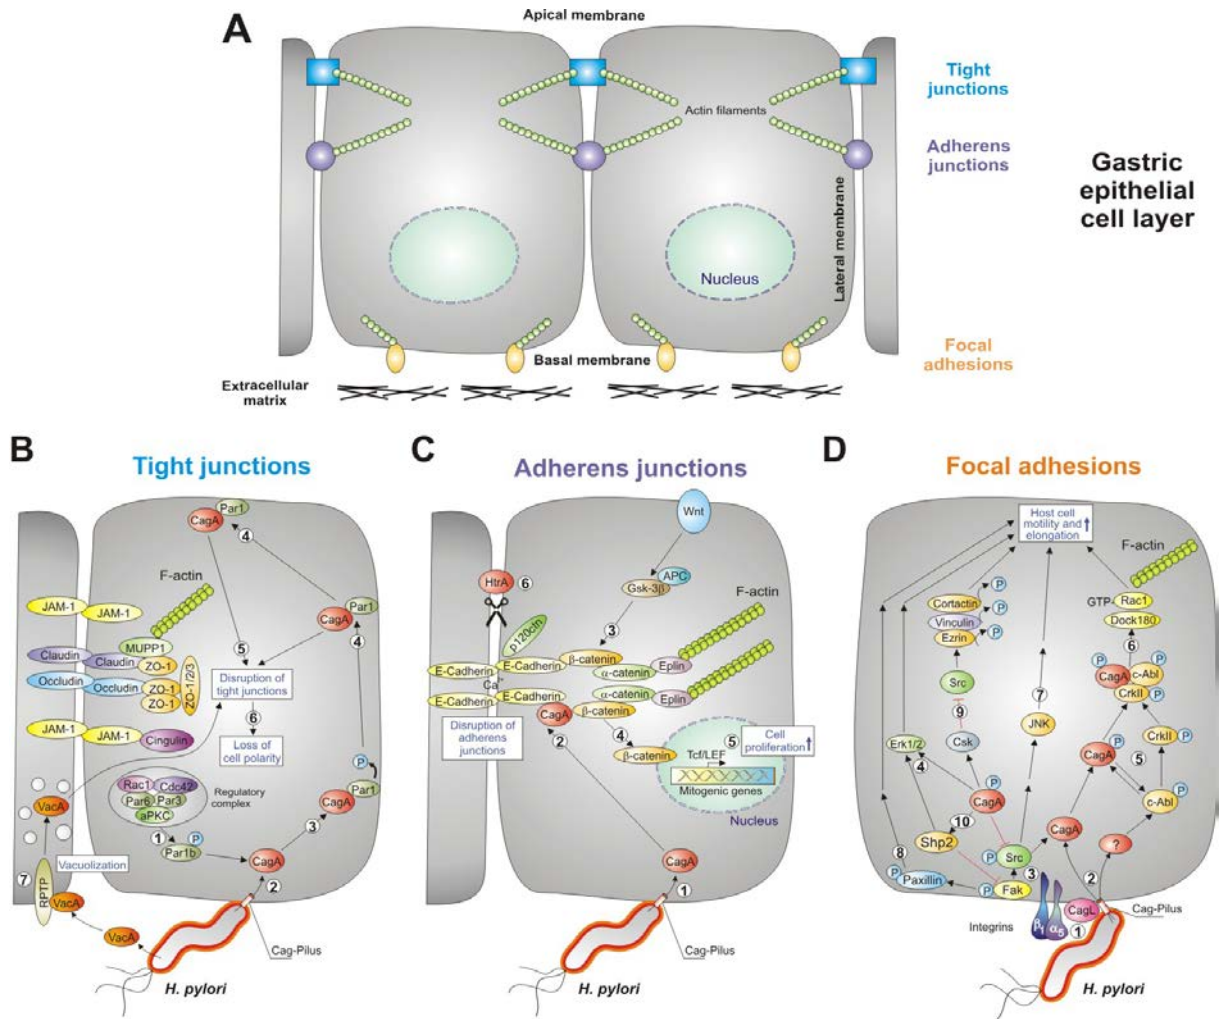 A
Apical membrane
Tight
junctions
Actin filaments
Adherens
junctions
Gastric
epithelial
cell layer
Lateral membrane
Nucleus
Basal membrane
Focal
adhesions
Extracellular
matrix
B
Tight junctions
Par1
CagA
4
F-actin
JAM-1
JAM-1
Par1
CagA
4
MUPP1
Claudin
Claudin
ZO-1
5
Occludin
Occludin
ZO-1
ZO-1
ZO-1/2/3
Disruption of
tight junctions
6
JAM-1
JAM-1
Cingulin
Loss of
cell polarity
P
Rac1
Cdc42
Par6
Par3
aPKC
Regulatory
complex
Par1
CagA
VacA
1
P
Par1b
3
Vacuolization
CagA
2
7
RPTP
VacA
VacA
Cag-Pilus
H. pylori
C
Adherens junctions
Wnt
HtrA
6
APC
Gsk-3β
F-actin
p120ctn
3
E-Cadherin
E-Cadherin
β-catenin
α-catenin
Eplin
Ca2+
E-Cadherin
E-Cadherin
α-catenin
Eplin
CagA
β-catenin
Disruption of
adherens
junctions
2
4
β-catenin
5
Cell
proliferation
Tcf/LEF
Mitogenic genes
Nucleus
CagA
1
Cag-Pilus
H. pylori
D
Focal adhesions
Host cell
motility and
elongation
F-actin
P
Cortactin
P
Vinculin
Ezrin
P
GTP
Rac1
Dock180
6
P
P
CagA
c-Abl
CrkII
P
Src
7
9
JNK
Erk1/2
4
Csk
P
CagA
5
CrkII
P
P
CagA
c-Abl
P
10
Shp2
CagA
?
8
P
Src
3
P
Paxillin
P
Fak
2
Integrins
β1
α5
CagL
1
Cag-Pilus
H. pylori